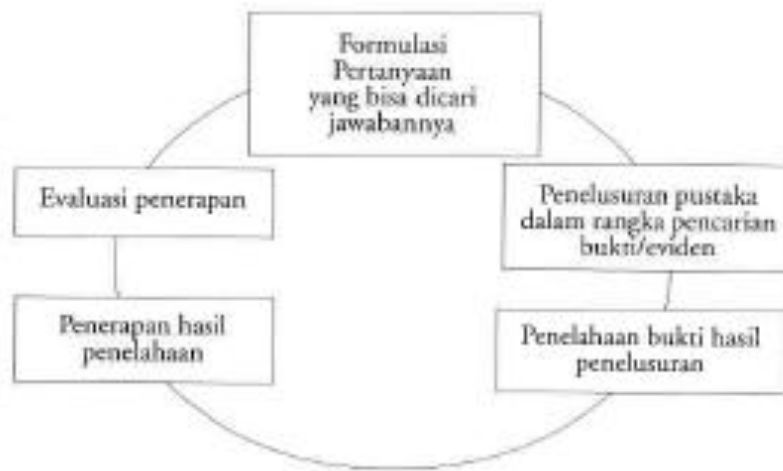 Formulasi
Pertanyaan
yang bisa dicari
jawabannya
Penelusuran pustaka
dalam rangka pencarian
bukti/eviden
Penelahaan bukti hasil
penelusuran
Penerapan hasil
penelahaan
Evaluasi penerapan